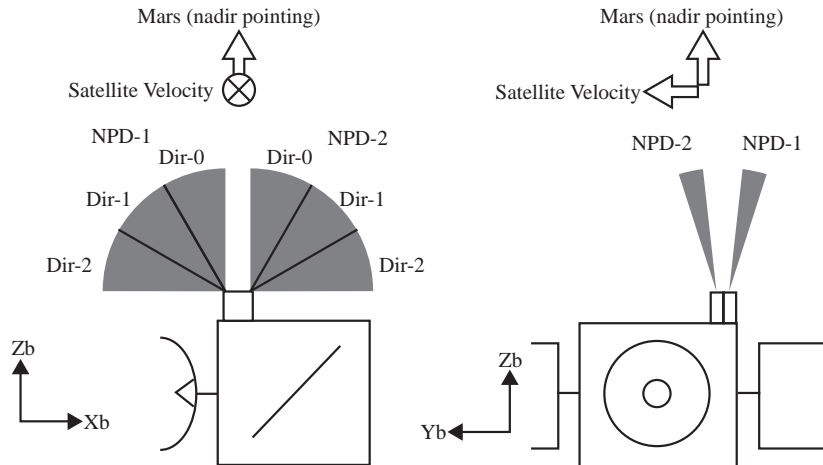 Mars (nadir pointing)
Satellite Velocity
NPD-1
NPD-2
Dir-0
Dir-0
Dir-1
Dir-1
Dir-2
Dir-2
Zb
Xb
Mars (nadir pointing)
Satellite Velocity
NPD-2
NPD-1
Zb
Yb